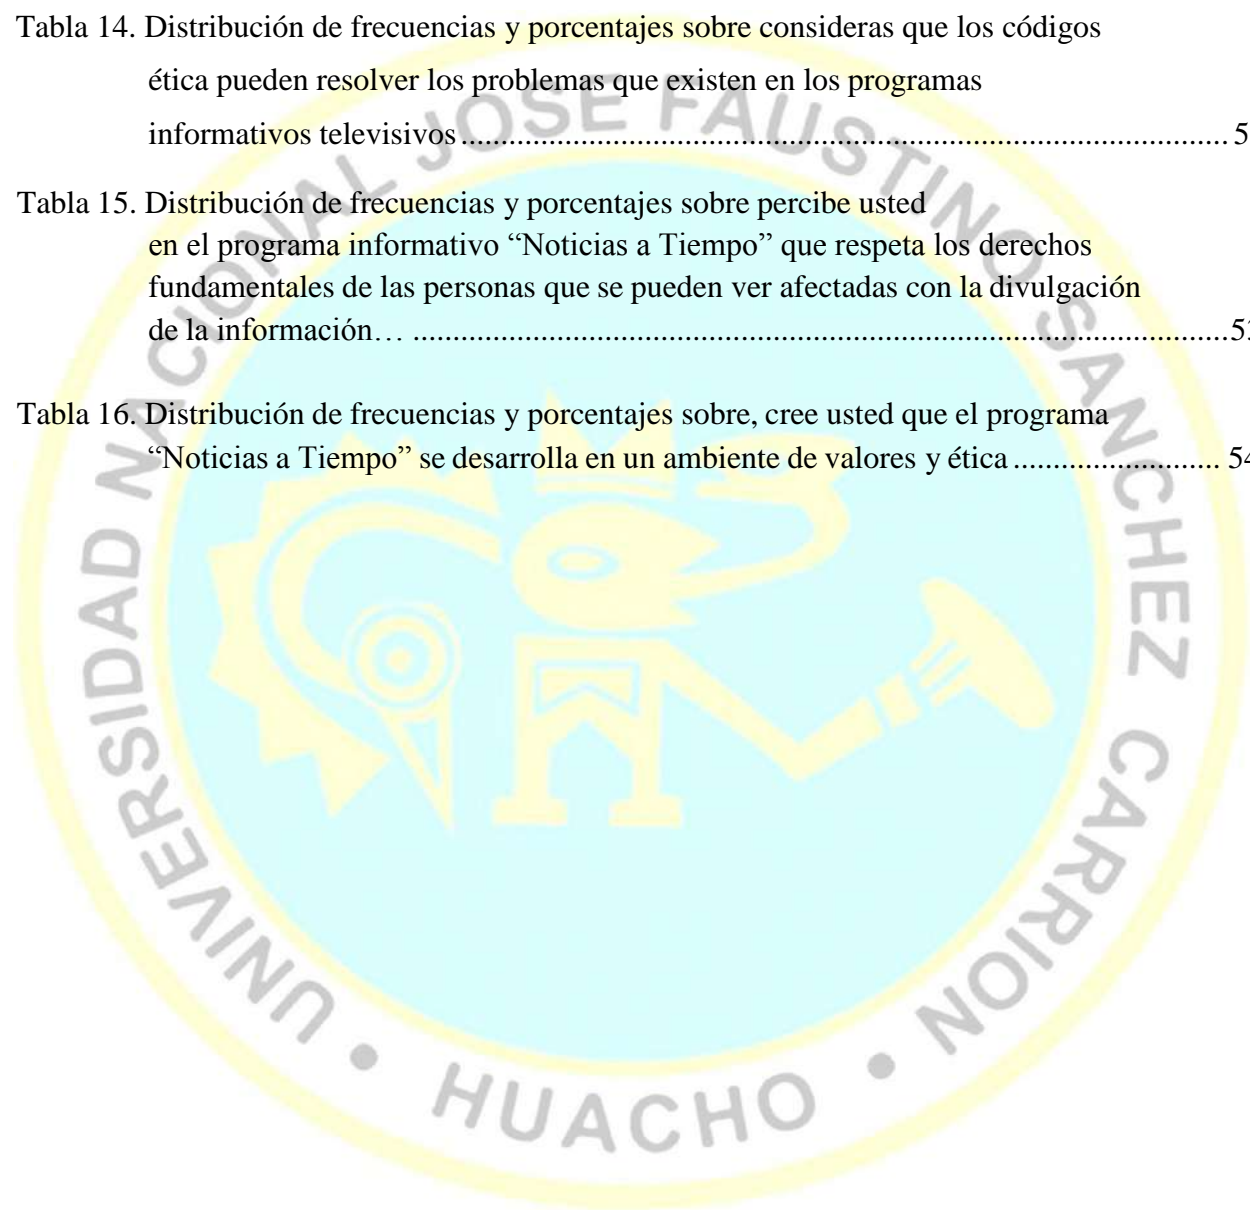 Tabla 14. Distribución de frecuencias y porcentajes sobre consideras que los códigos
ética pueden resolver los problemas que existen en los programas
informativos televisivos ................................................................................................ 5
Tabla 15. Distribución de frecuencias y porcentajes sobre percibe usted
en el programa informativo “Noticias a Tiempo” que respeta los derechos
fundamentales de las personas que se pueden ver afectadas con la divulgación
de la información… ......................................................................................................5
Tabla 16. Distribución de frecuencias y porcentajes sobre, cree usted que el programa
“Noticias a Tiempo” se desarrolla en un ambiente de valores y ética .......................... 54
UNIVERSIDAD NACIONAL JOSE FAUSTINO SANCHEZ CARRION • HUACHO •